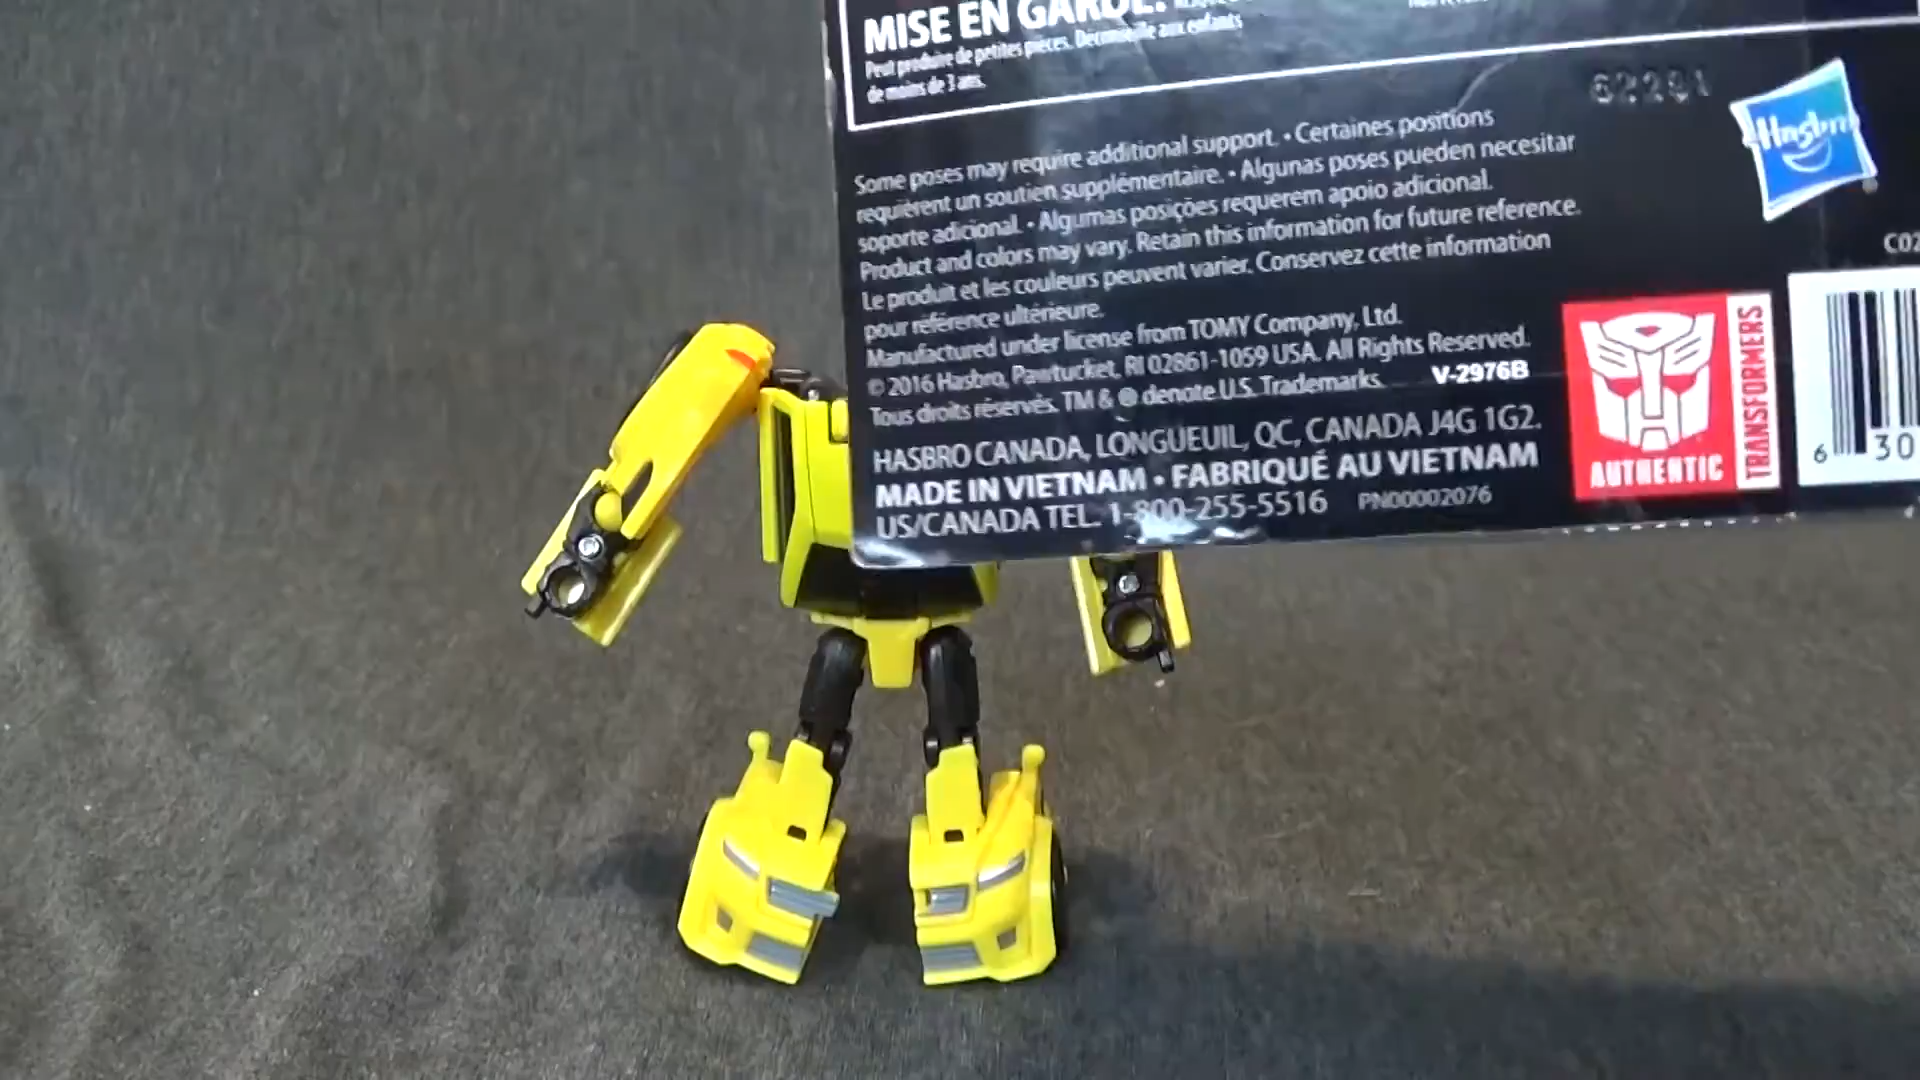 MISE EN GARDE:
Peut produire de petites pièces. Déconseillé aux enfants
de moins de 3 ans.
62281
Hasbro
Some poses may require additional support. • Certaines positions
requièrent un soutien supplémentaire. • Algunas poses pueden necesitar
soporte adicional. • Algumas posições requerem apoio adicional.
Product and colors may vary. Retain this information for future reference.
Le produit et les couleurs peuvent varier. Conservez cette information
pour référence ultérieure.
Manufactured under license from TOMY Company, Ltd.
© 2016 Hasbro, Pawtucket, RI 02861-1059 USA. All Rights Reserved.
Tous droits réservés. TM & ® denote U.S. Trademarks. V-2976B
HASBRO CANADA, LONGUEUIL, QC, CANADA J4G 1G2.
MADE IN VIETNAM • FABRIQUÉ AU VIETNAM
US/CANADA TEL. 1-800-255-5516 PN00002076
AUTHENTIC
TRANSFORMERS
C02
6 30